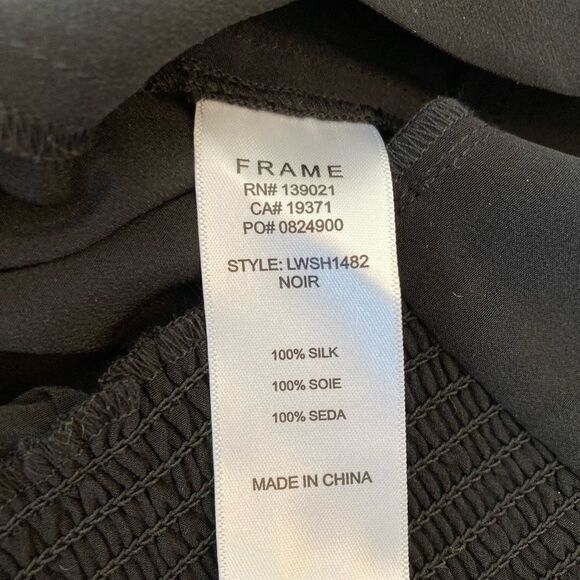 FRAME
RN# 139021
CA# 19371
PO# 0824900
STYLE: LWSH1482
NOIR
100% SILK
100% SOIE
100% SEDA
MADE IN CHINA